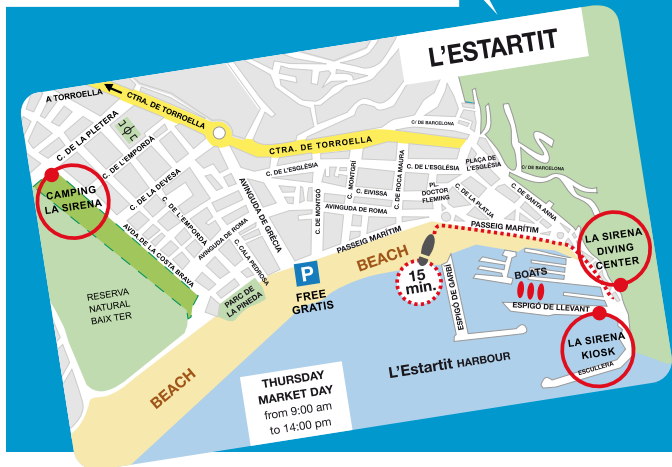 L'ESTARTIT
A TORROELLA
CTRA. DE TORROELLA
C. DE LA PLETERA
C. DE L'EMPORDÀ
CTRA. DE TORROELLA
C/ DE BARCELONA
C. DE L'ESGLÉSIA
C. DE L'ESGLÉSIA
PLAÇA DE
L'ESGLÉSIA
C/ DE BARCELONA
CAMPING
LA SIRENA
C. DE LA DEVESA
C. DE L'EMPORDÀ
AVINGUDA DE ROMA
AVINGUDA DE GRÈCIA
C. DE MONTGÓ
C. MONTGRÍ
C. EIVISSA
AVINGUDA DE ROMA
C. DE ROCA MAURA
PL.
DOCTOR
FLEMING
C. DE LA PLATJA
C. DE SANTA ANNA
AVDA DE LA COSTA BRAVA
C. CALA PEDROSA
PASSEIG MARÍTIM
PASSEIG MARÍTIM
LA SIRENA
DIVING
CENTER
RESERVA
NATURAL
BAIX TER
PARC DE
LA PINEDA
P
FREE
GRATIS
BEACH
15
min.
ESPIGÓ DE GARBÍ
BOATS
ESPIGÓ DE LLEVANT
LA SIRENA
KIOSK
ESCULLERA
BEACH
L'Estartit HARBOUR
THURSDAY
MARKET DAY
from 9:00 am
to 14:00 pm